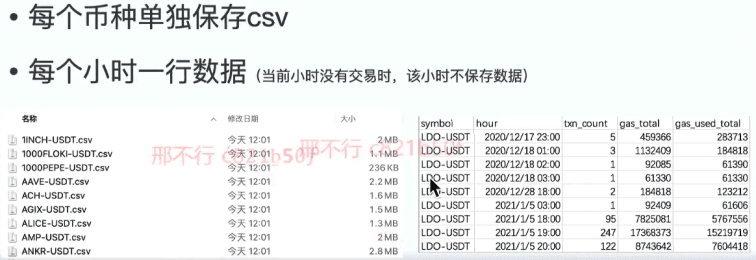 • 每个币种单独保存csv
• 每个小时一行数据（当前小时没有交易时，该小时不保存数据）
名称 修改日期 大小
1INCH-USDT.csv 今天 12:01 2 MB
1000FLOKI-USDT.csv 今天 12:01 1.1 MB
1000PEPE-USDT.csv 今天 12:01 236 KB
AAVE-USDT.csv 今天 12:01 2.2 MB
ACH-USDT.csv 今天 12:01 1.6 MB
AGIX-USDT.csv 今天 12:01 1.5 MB
ALICE-USDT.csv 今天 12:01 1.3 MB
AMP-USDT.csv 今天 12:01 2 MB
ANKR-USDT.csv 今天 12:01 2.8 MB
邢不行
邢不行
symbol hour txn_count gas_total gas_used_total
LDO-USDT 2020/12/17 23:00 5 459366 283713
LDO-USDT 2020/12/18 01:00 3 1132409 184818
LDO-USDT 2020/12/18 02:00 1 92085 61390
LDO-USDT 2020/12/18 03:00 1 61330 61330
LDO-USDT 2020/12/28 18:00 2 184818 123212
LDO-USDT 2021/1/5 03:00 1 92409 61606
LDO-USDT 2021/1/5 18:00 95 7825081 5767556
LDO-USDT 2021/1/5 19:00 247 17368373 15219719
LDO-USDT 2021/1/5 20:00 122 8743642 7604418